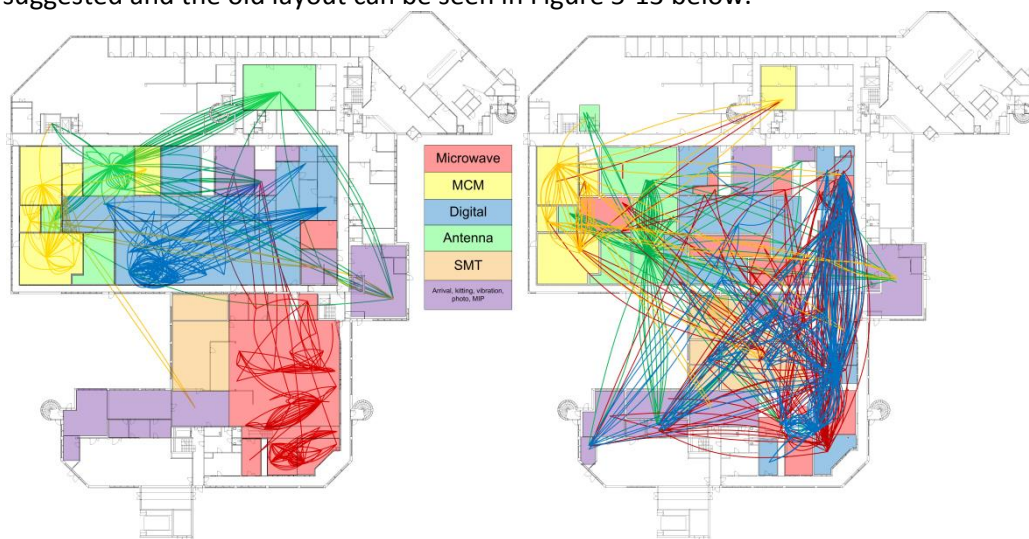 suggested and the old layout can be seen in Figure 5-15 below.
Microwave
MCM
Digital
Antenna
SMT
Arrival, kitting, vibration,
photo, MIP